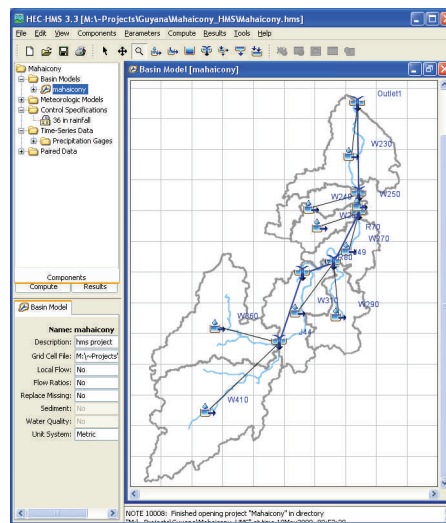 HEC-HMS 3.3 [M:\~Projects\Guyana\Mahaicony_HMS\Mahaicony.hms]
File Edit View Components Parameters Compute Results Tools Help
Mahaicony
Basin Models
mahaicony
Meteorologic Models
Control Specifications
36 in rainfall
Time-Series Data
Precipitation Gages
Paired Data
Components
Compute Results
Basin Model
Name: mahaicony
Description: hms project
Grid Cell File: M:\~Projects'
Local Flow: No
Flow Ratios: No
Replace Missing: No
Sediment: No
Water Quality: No
Unit System: Metric
Basin Model [mahaicony]
Outlet1
W230
W240
W250
R70
W270
W310
W290
W360
W410
NOTE 10008: Finished opening project "Mahaicony" in directory